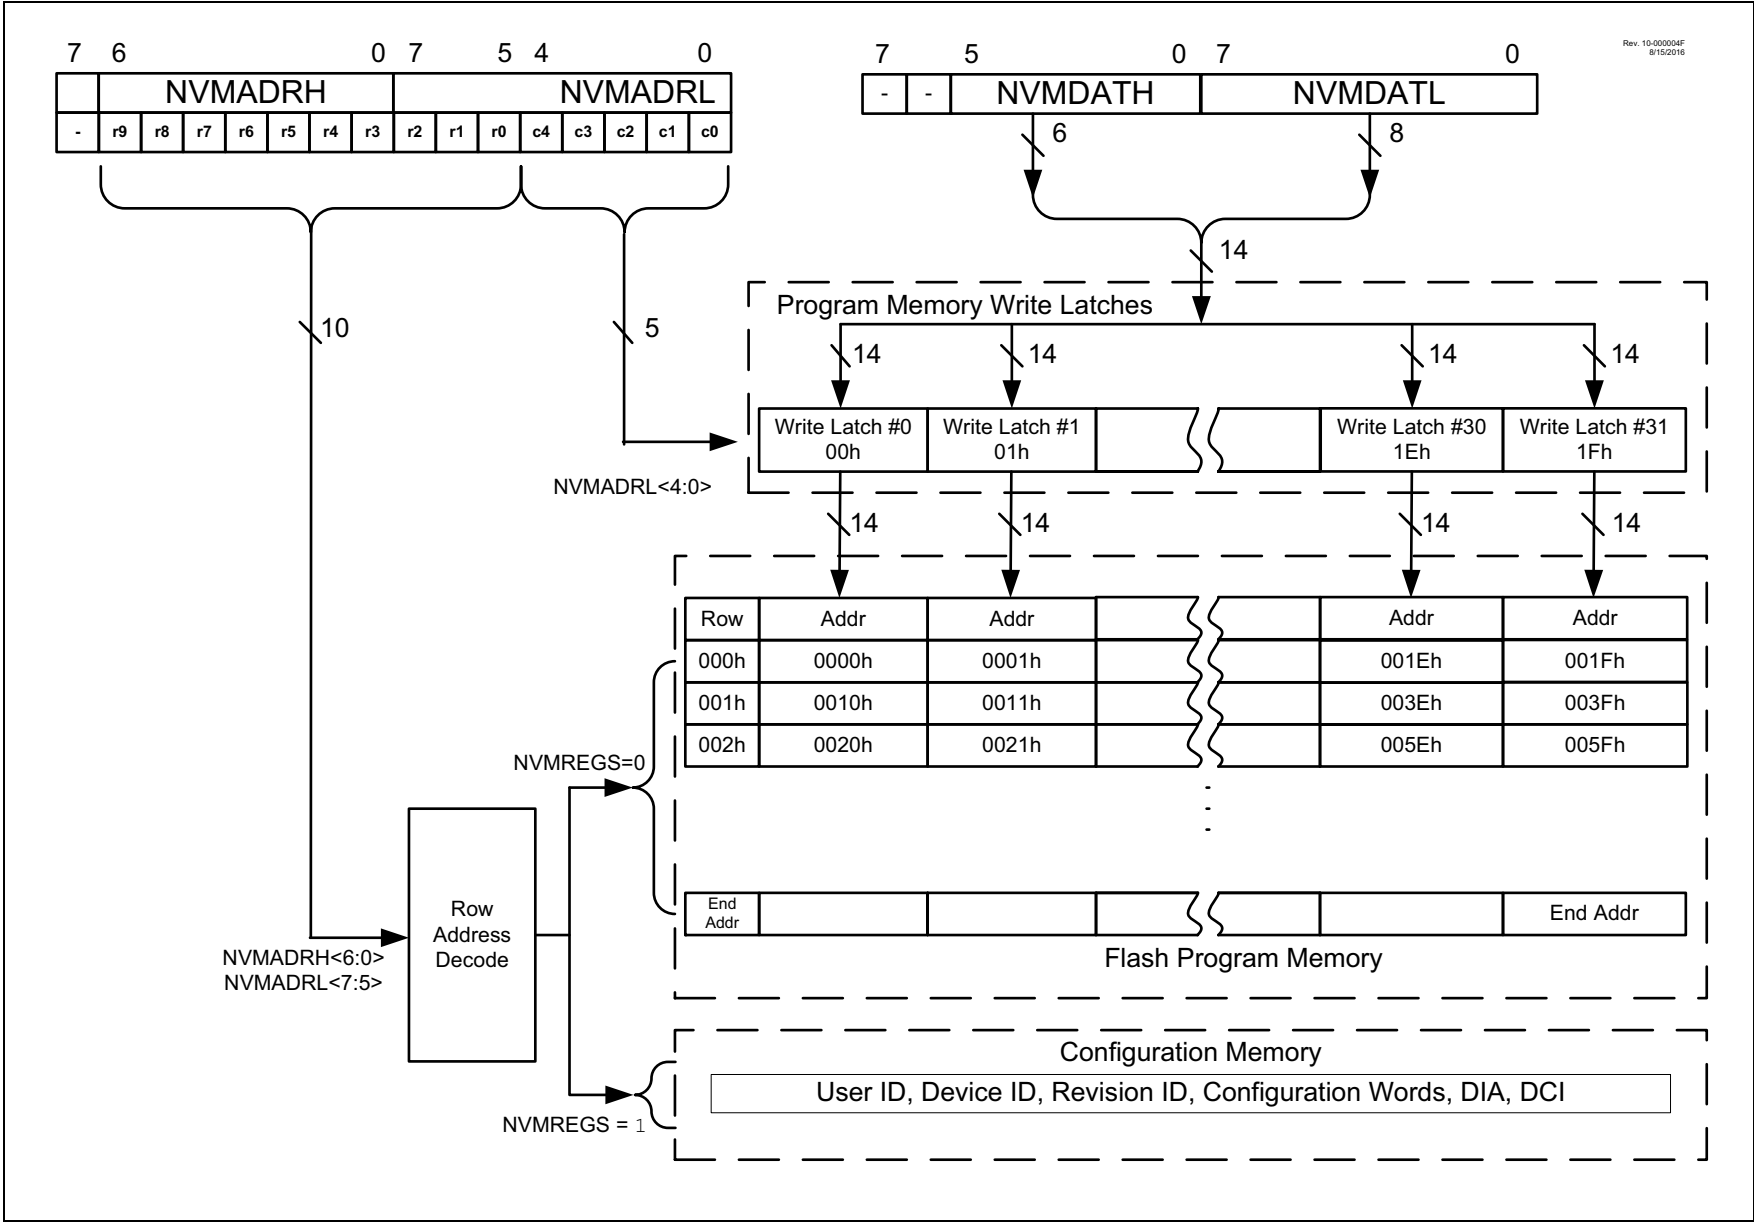 Rev. 10-000004F
8/15/2016
7 6 0 7 5 4 0
NVMADRH NVMADRL
- r9 r8 r7 r6 r5 r4 r3 r2 r1 r0 c4 c3 c2 c1 c0
7 5 0 7 0
- - NVMDATH NVMDATL
6 8
14
10 5
Program Memory Write Latches
14 14 14 14
Write Latch #0 Write Latch #1 Write Latch #30 Write Latch #31
00h 01h 1Eh 1Fh
NVMADRL<4:0>
14 14 14 14
Row Addr Addr Addr Addr
000h 0000h 0001h 001Eh 001Fh
001h 0010h 0011h 003Eh 003Fh
002h 0020h 0021h 005Eh 005Fh
NVMREGS=0
End
Addr
End Addr
Flash Program Memory
Row
Address
Decode
NVMADRH<6:0>
NVMADRL<7:5>
Configuration Memory
User ID, Device ID, Revision ID, Configuration Words, DIA, DCI
NVMREGS = 1